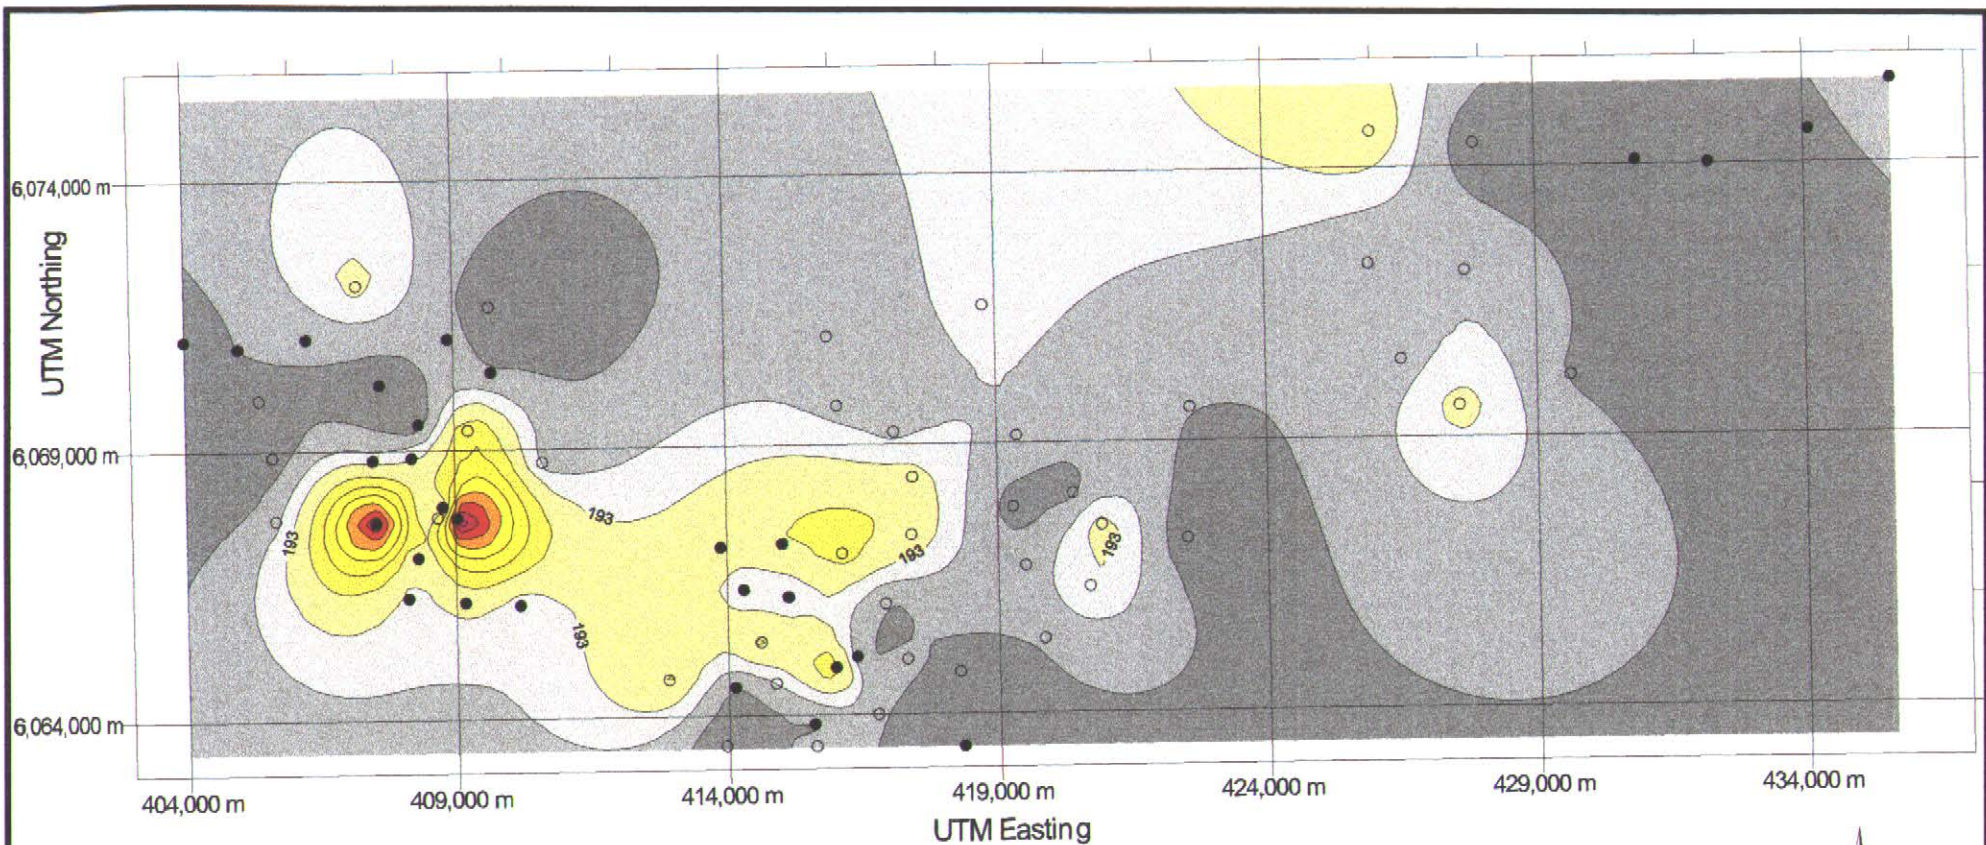 6,074,000 m
UTM Northing
6,069,000 m
193
193
193
193
193
6,064,000 m
404,000 m
409,000 m
414,000 m
419,000 m
424,000 m
429,000 m
434,000 m
UTM Easting